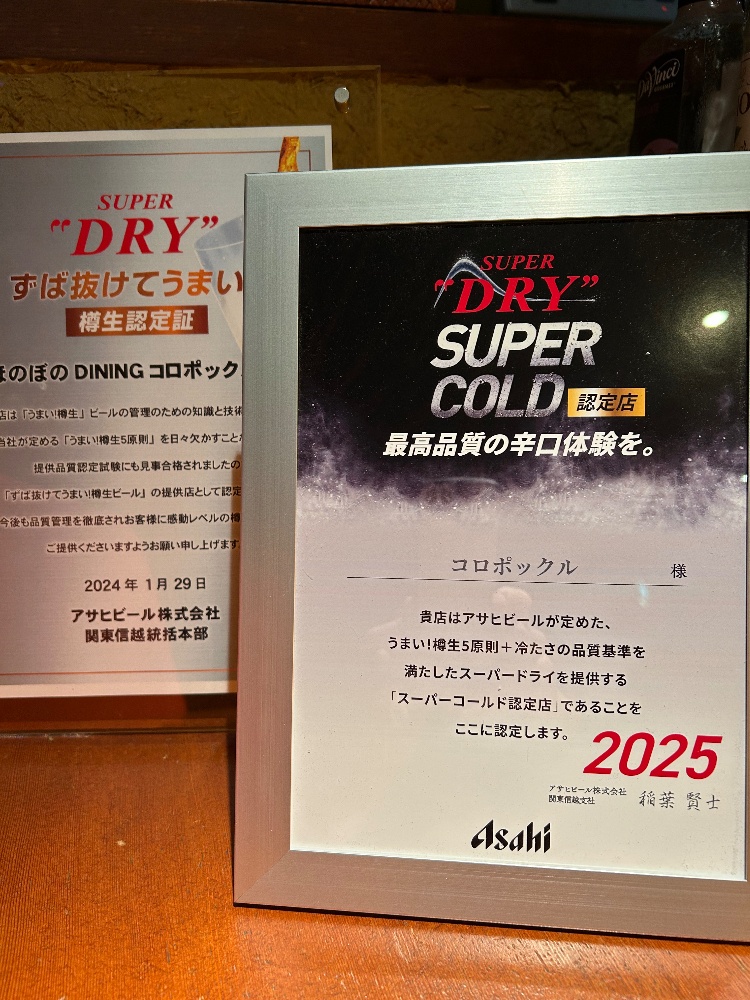 SUPER
"DRY"
ずば抜けてうまい
樽生認定証
ほのぼの DINING コロポック
店は「うまい!樽生」ビールの管理のための知識と技術
当社が定める「うまい!樽生5原則」を日々欠かすこと
提供品質認定試験にも見事合格されましたの
「ずば抜けてうまい!樽生ビール」の提供店として認定
今後も品質管理を徹底されお客様に感動レベルの樽
ご提供くださいますようお願い申し上げます
2024年1月29日
アサヒビール株式会社
関東信越統括本部
DaVinci
SUPER
"DRY"
SUPER
COLD 認定店
最高品質の辛口体験を。
コロポックル 様
貴店はアサヒビールが定めた、
うまい!樽生5原則+冷たさの品質基準を
満たしたスーパードライを提供する
「スーパーコールド認定店」であることを
ここに認定します。
2025
アサヒビール株式会社
関東信越支社 稲葉 賢士
Asahi